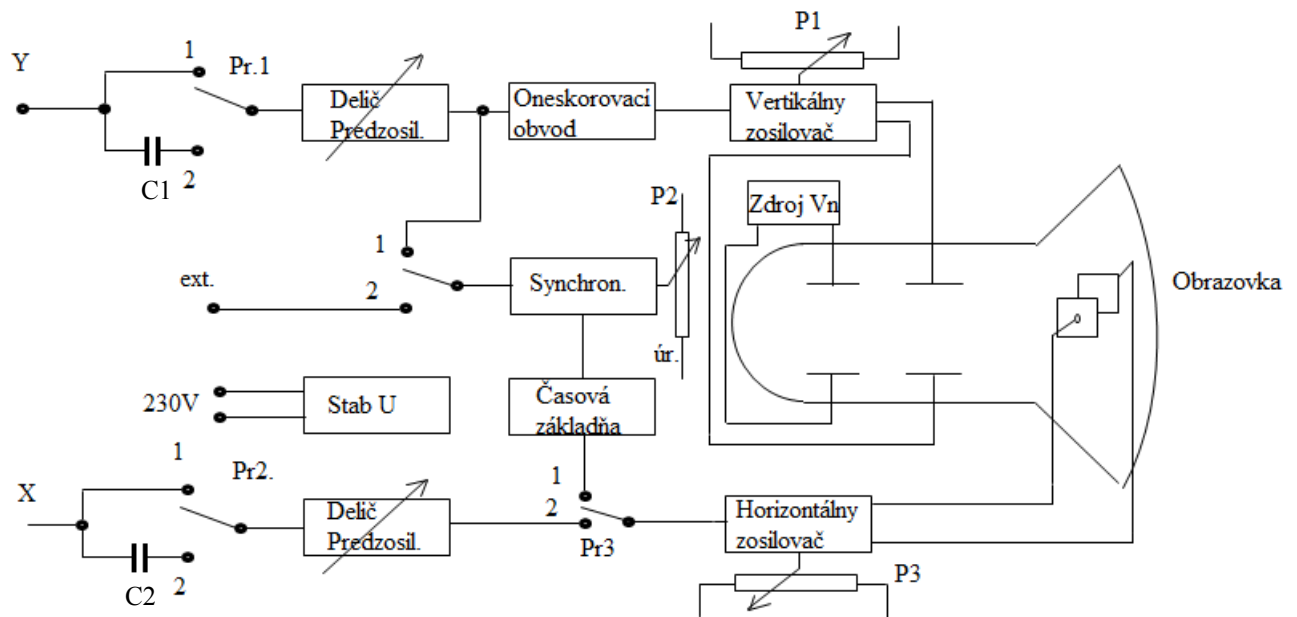 P1
Y
1
Pr.1
Delič
Predzosil.
Oneskorovací
obvod
Vertikálny
zosilovač
2
C1
P2
Zdroj Vn
1
ext.
2
Synchron.
Obrazovka
úr.
230V
Stab U
Časová
základňa
1
X
Pr2.
Delič
Predzosil.
1
2
Pr3
Horizontálny
zosilovač
2
C2
P3